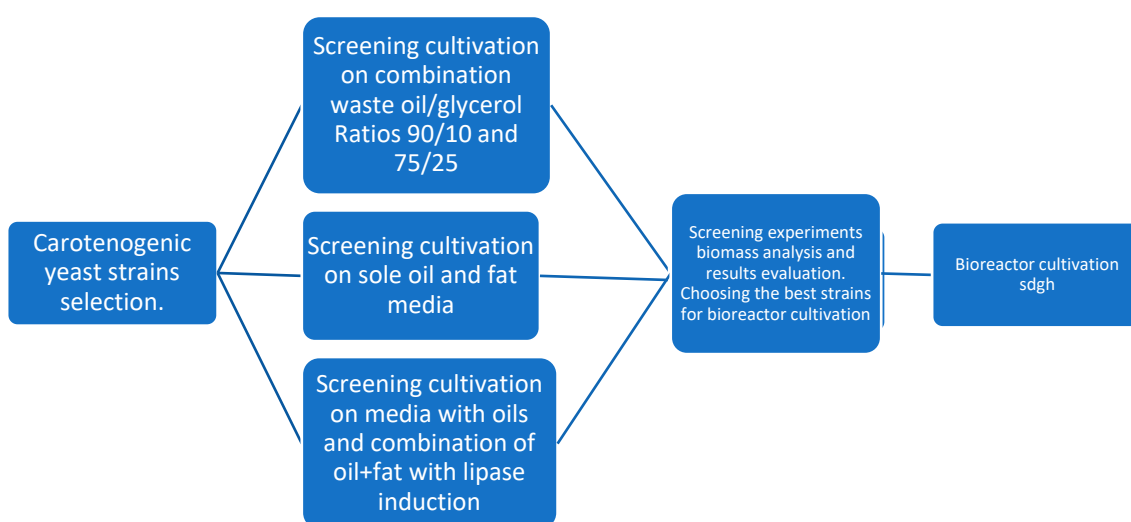 Carotenogenic
yeast strains
selection.
Screening cultivation
on combination
waste oil/glycerol
Ratios 90/10 and
75/25
Screening cultivation
on sole oil and fat
media
Screening cultivation
on media with oils
and combination of
oil+fat with lipase
induction
Screening experiments
biomass analysis and
results evaluation.
Choosing the best strains
for bioreactor cultivation
Bioreactor cultivation
sdgh